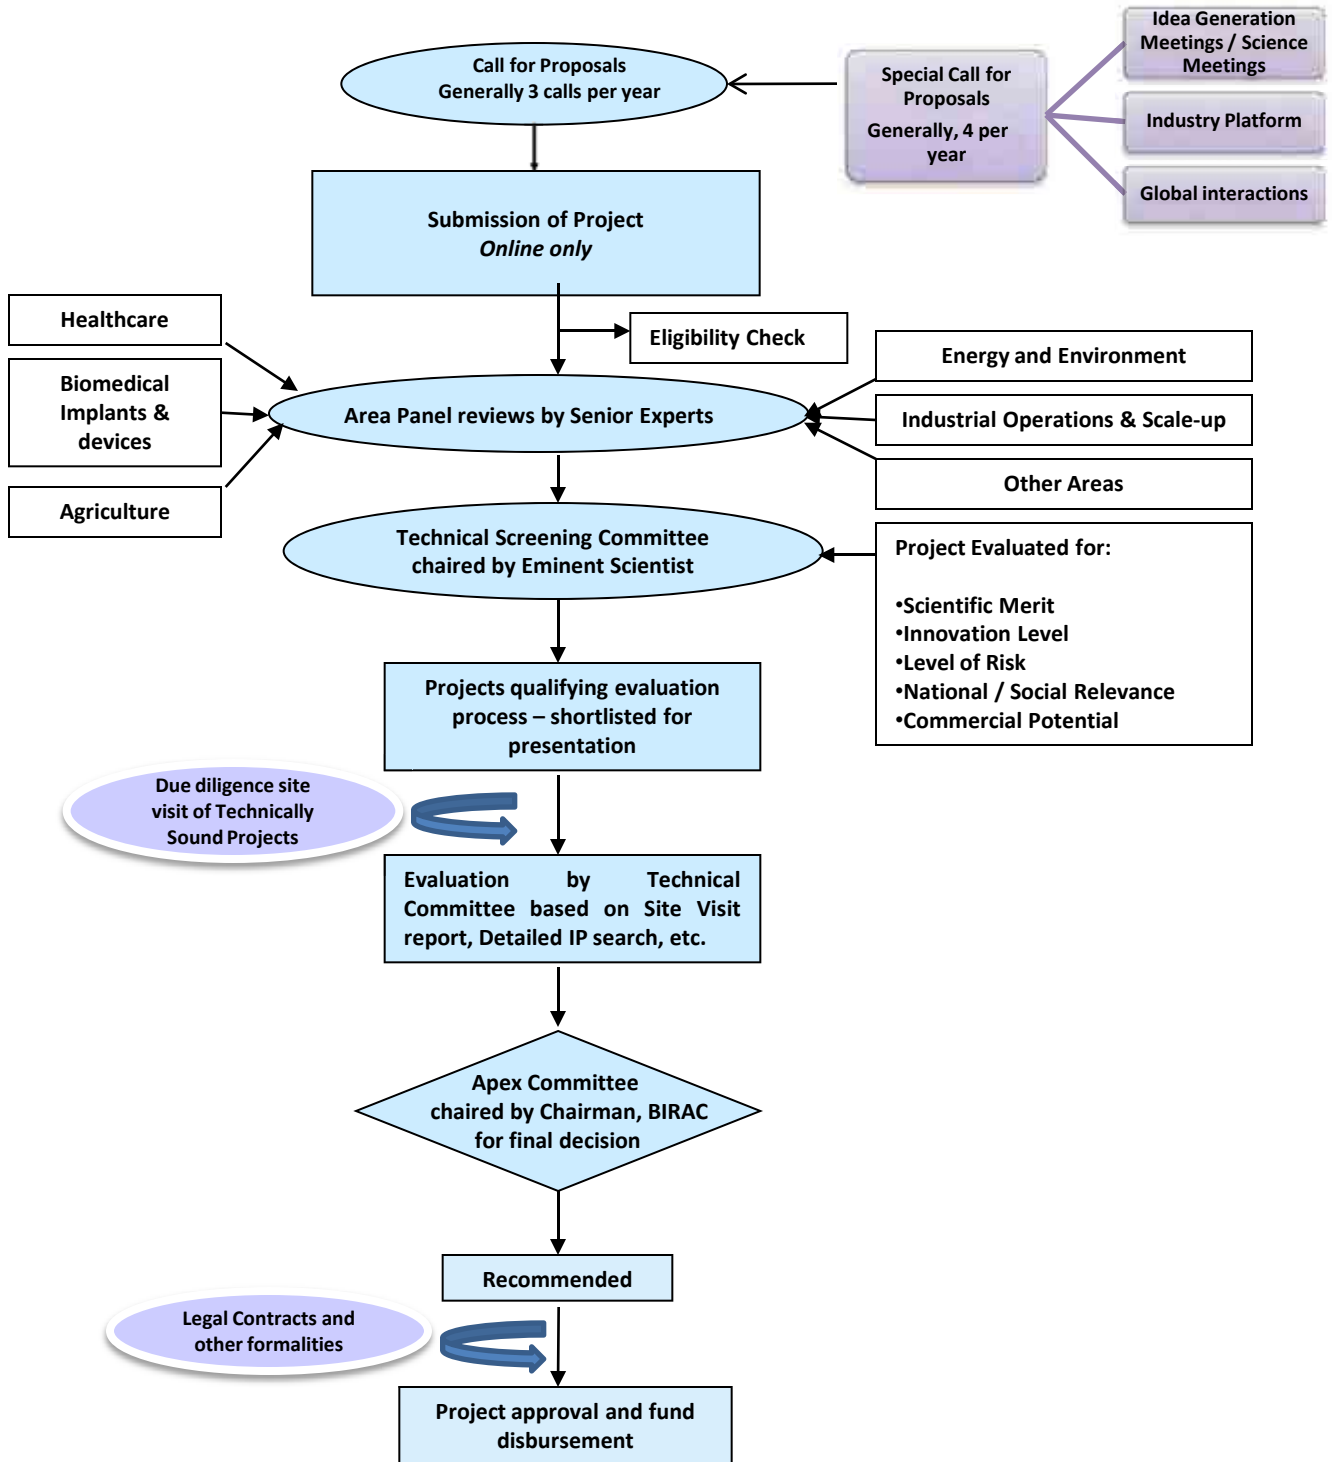 Call for Proposals
Generally 3 calls per year
Special Call for
Proposals
Generally, 4 per
year
Idea Generation
Meetings / Science
Meetings
Industry Platform
Global interactions
Submission of Project
Online only
Eligibility Check
Healthcare
Biomedical
Implants &
devices
Agriculture
Area Panel reviews by Senior Experts
Energy and Environment
Industrial Operations & Scale-up
Other Areas
Technical Screening Committee
chaired by Eminent Scientist
Project Evaluated for:
•Scientific Merit
•Innovation Level
•Level of Risk
•National / Social Relevance
•Commercial Potential
Projects qualifying evaluation
process – shortlisted for
presentation
Due diligence site
visit of Technically
Sound Projects
Evaluation by Technical
Committee based on Site Visit
report, Detailed IP search, etc.
Apex Committee
chaired by Chairman, BIRAC
for final decision
Recommended
Legal Contracts and
other formalities
Project approval and fund
disbursement